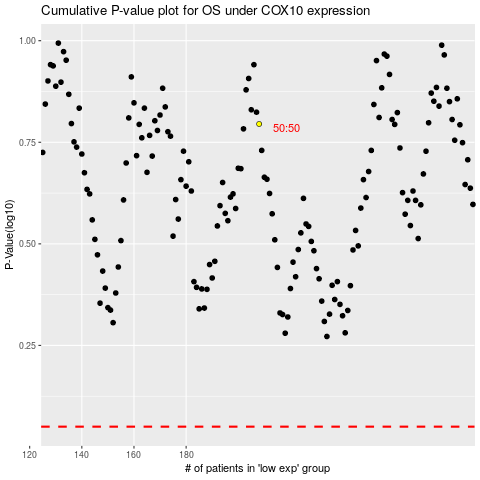 Cumulative P-value plot for OS under COX10 expression
P-Value(log10)
1.00
0.75
0.50
0.25
50:50
120 140 160 180
# of patients in 'low exp' group